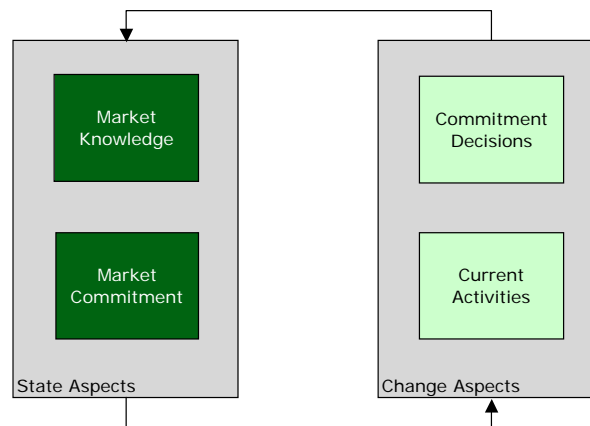 Market
Knowledge
Market
Commitment
State Aspects
Commitment
Decisions
Current
Activities
Change Aspects